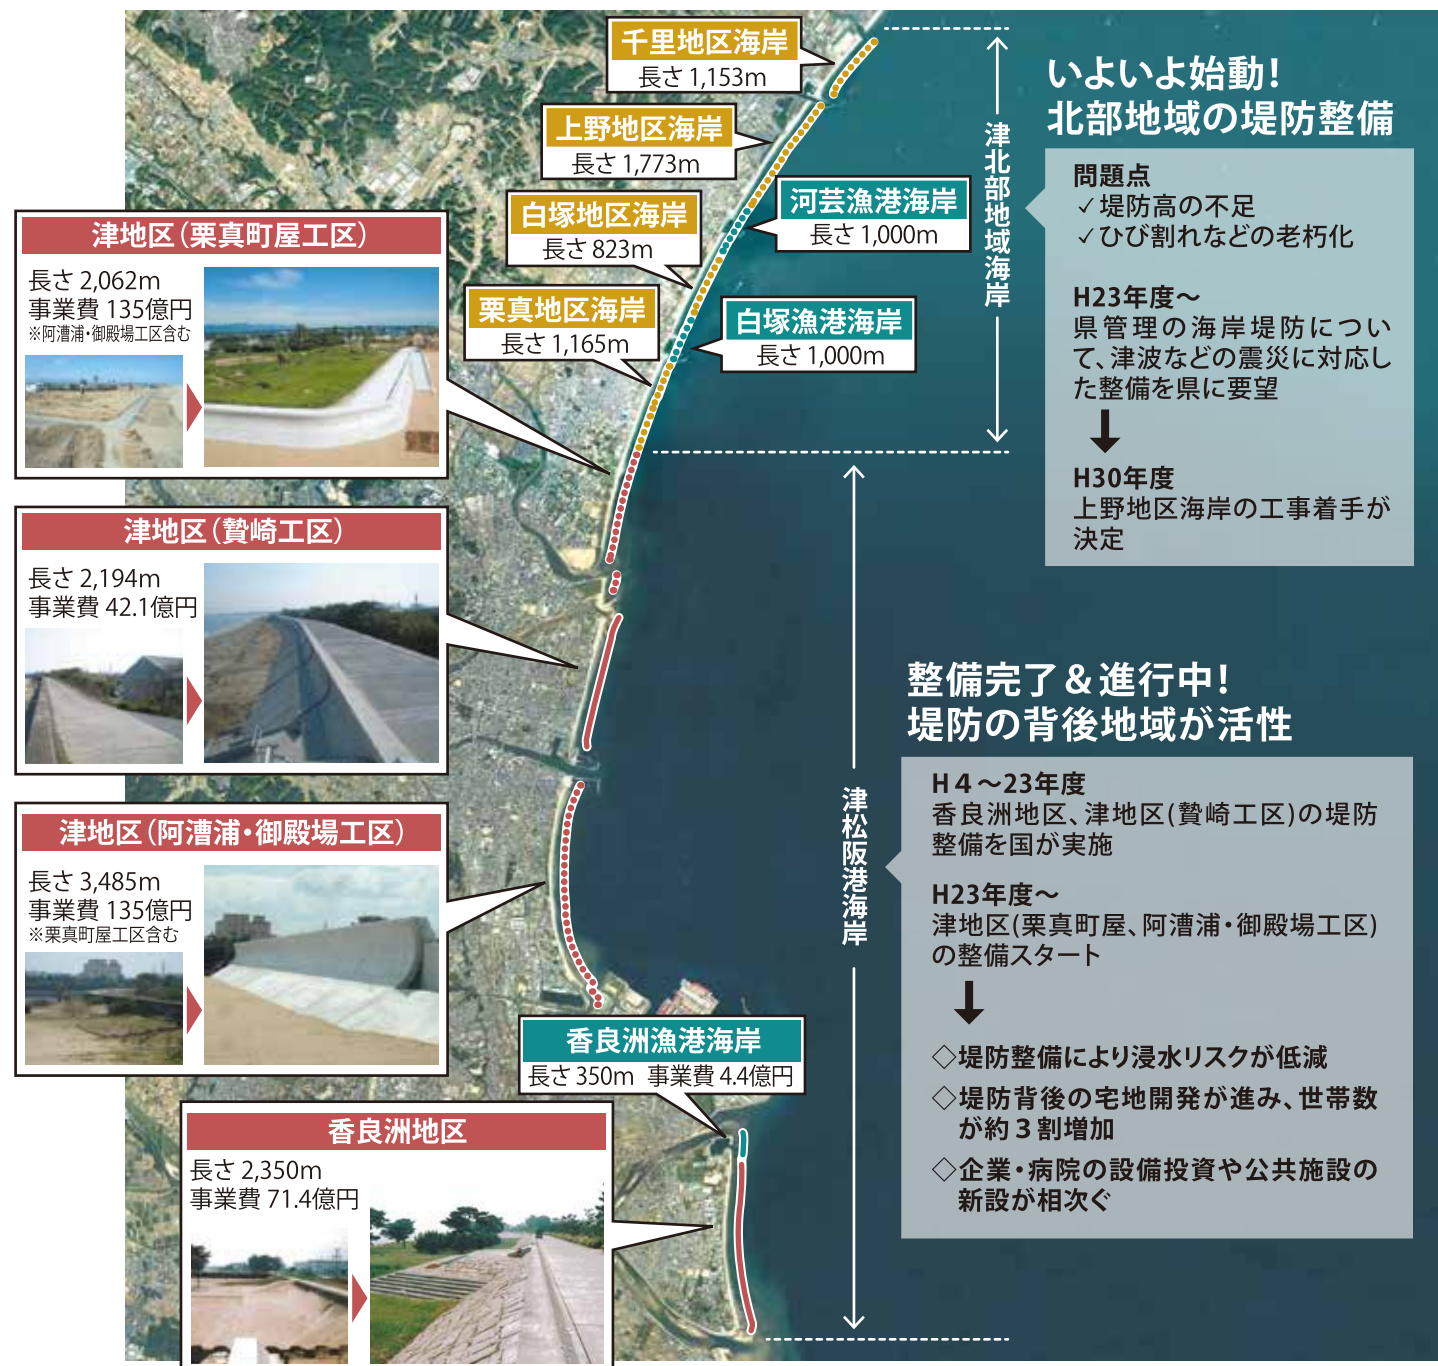 千里地区海岸
長さ 1,153m
上野地区海岸
長さ 1,773m
白塚地区海岸
長さ 823m
栗真地区海岸
長さ 1,165m
河芸漁港海岸
長さ 1,000m
白塚漁港海岸
長さ 1,000m
津北部地域海岸
いよいよ始動!
北部地域の堤防整備
問題点
✓堤防高の不足
✓ひび割れなどの老朽化
H23年度～
県管理の海岸堤防につい
て、津波などの震災に対応し
た整備を県に要望
H30年度
上野地区海岸の工事着手が
決定
津地区(栗真町屋工区)
長さ 2,062m
事業費 135億円
※阿漕浦・御殿場工区含む
津地区(贄崎工区)
長さ 2,194m
事業費 42.1億円
津地区(阿漕浦・御殿場工区)
長さ 3,485m
事業費 135億円
※栗真町屋工区含む
香良洲漁港海岸
長さ 350m 事業費 4.4億円
香良洲地区
長さ 2,350m
事業費 71.4億円
津松阪港海岸
整備完了&進行中!
堤防の背後地域が活性
H4～23年度
香良洲地区、津地区(贄崎工区)の堤防
整備を国が実施
H23年度～
津地区(栗真町屋、阿漕浦・御殿場工区)
の整備スタート
◇堤防整備により浸水リスクが低減
◇堤防背後の宅地開発が進み、世帯数
が約3割増加
◇企業・病院の設備投資や公共施設の
新設が相次ぐ